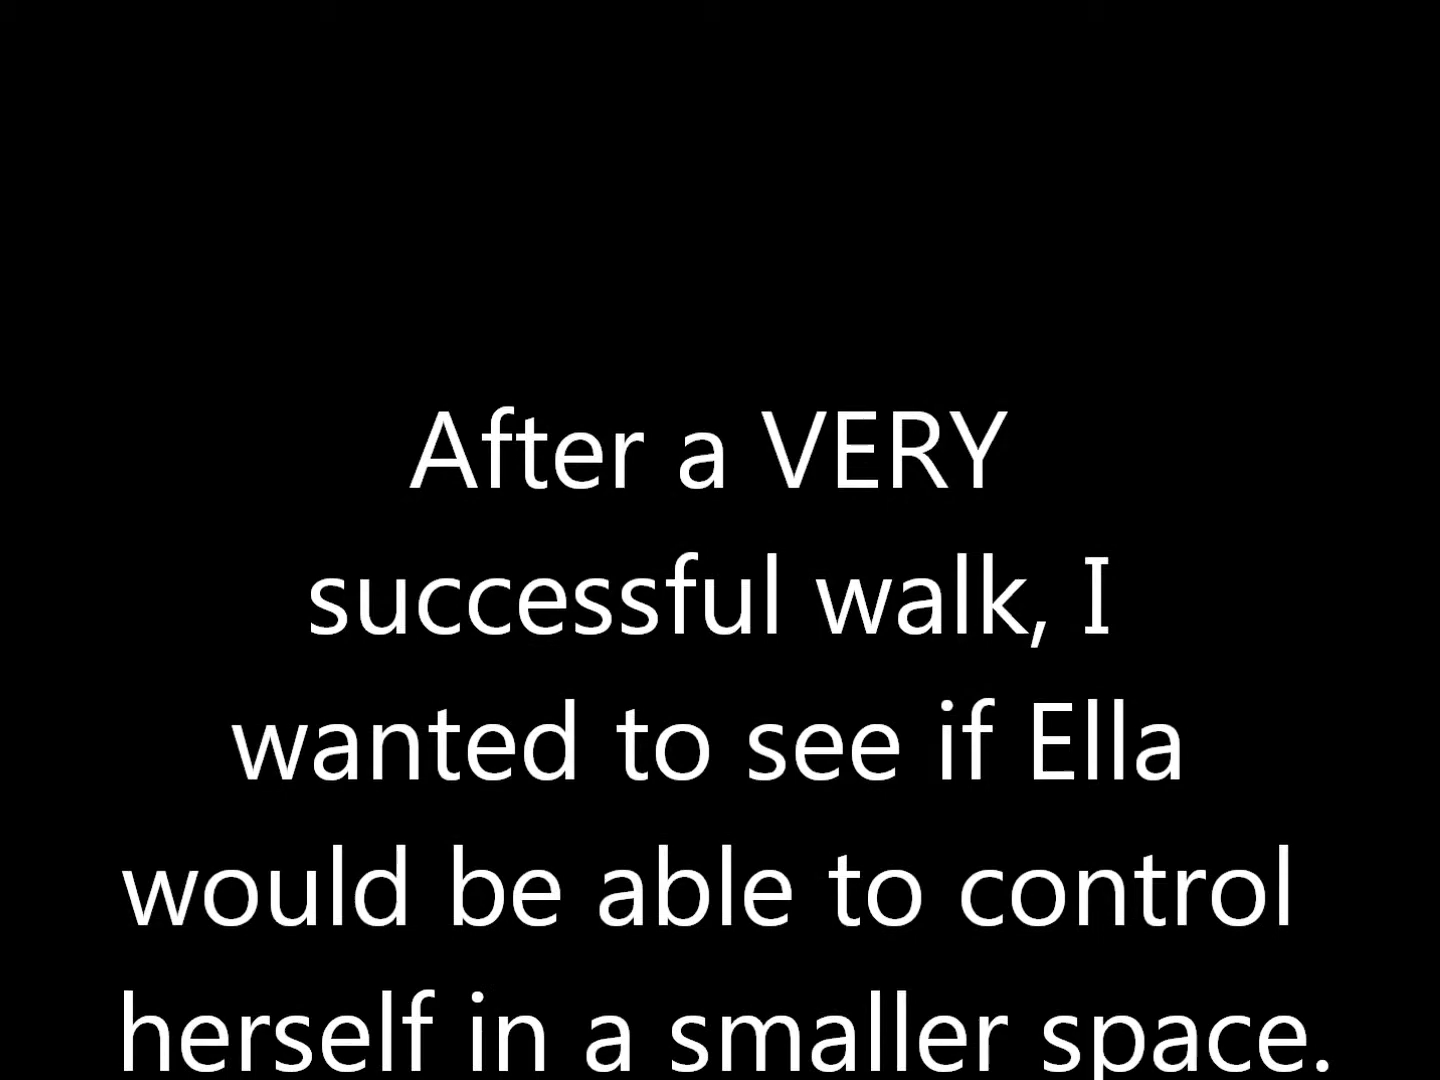 After a VERY
successful walk, I
wanted to see if Ella
would be able to control
herself in a smaller space.